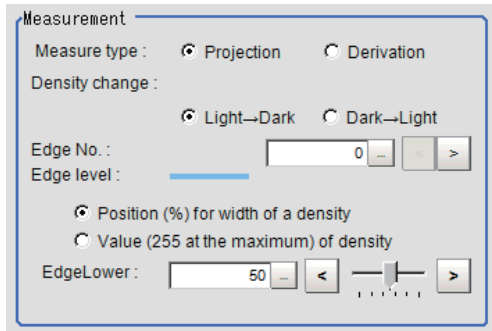 Measurement
Measure type : Projection Derivation
Density change :
Light→Dark Dark→Light
Edge No. : 0 ... < >
Edge level :
Position (%) for width of a density
Value (255 at the maximum) of density
EdgeLower : 50 ... < >